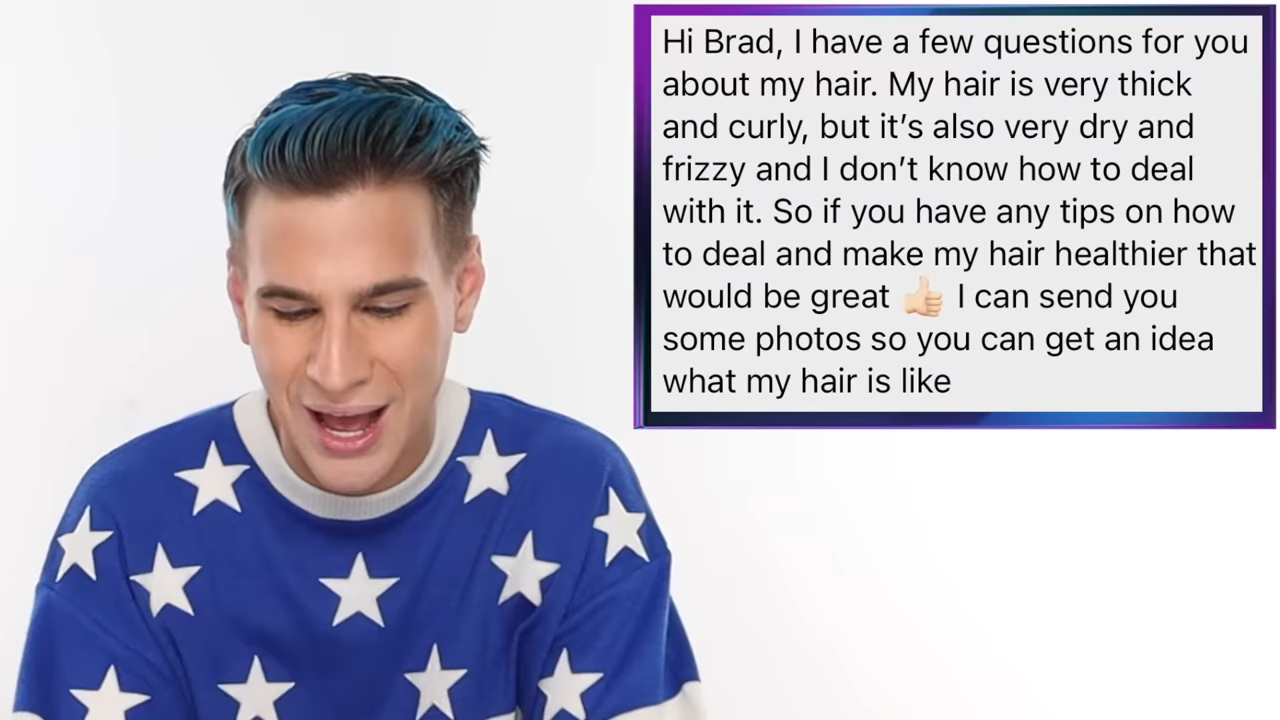 Hi Brad, I have a few questions for you
about my hair. My hair is very thick
and curly, but it’s also very dry and
frizzy and I don’t know how to deal
with it. So if you have any tips on how
to deal and make my hair healthier that
would be great 👍🏻 I can send you
some photos so you can get an idea
what my hair is like